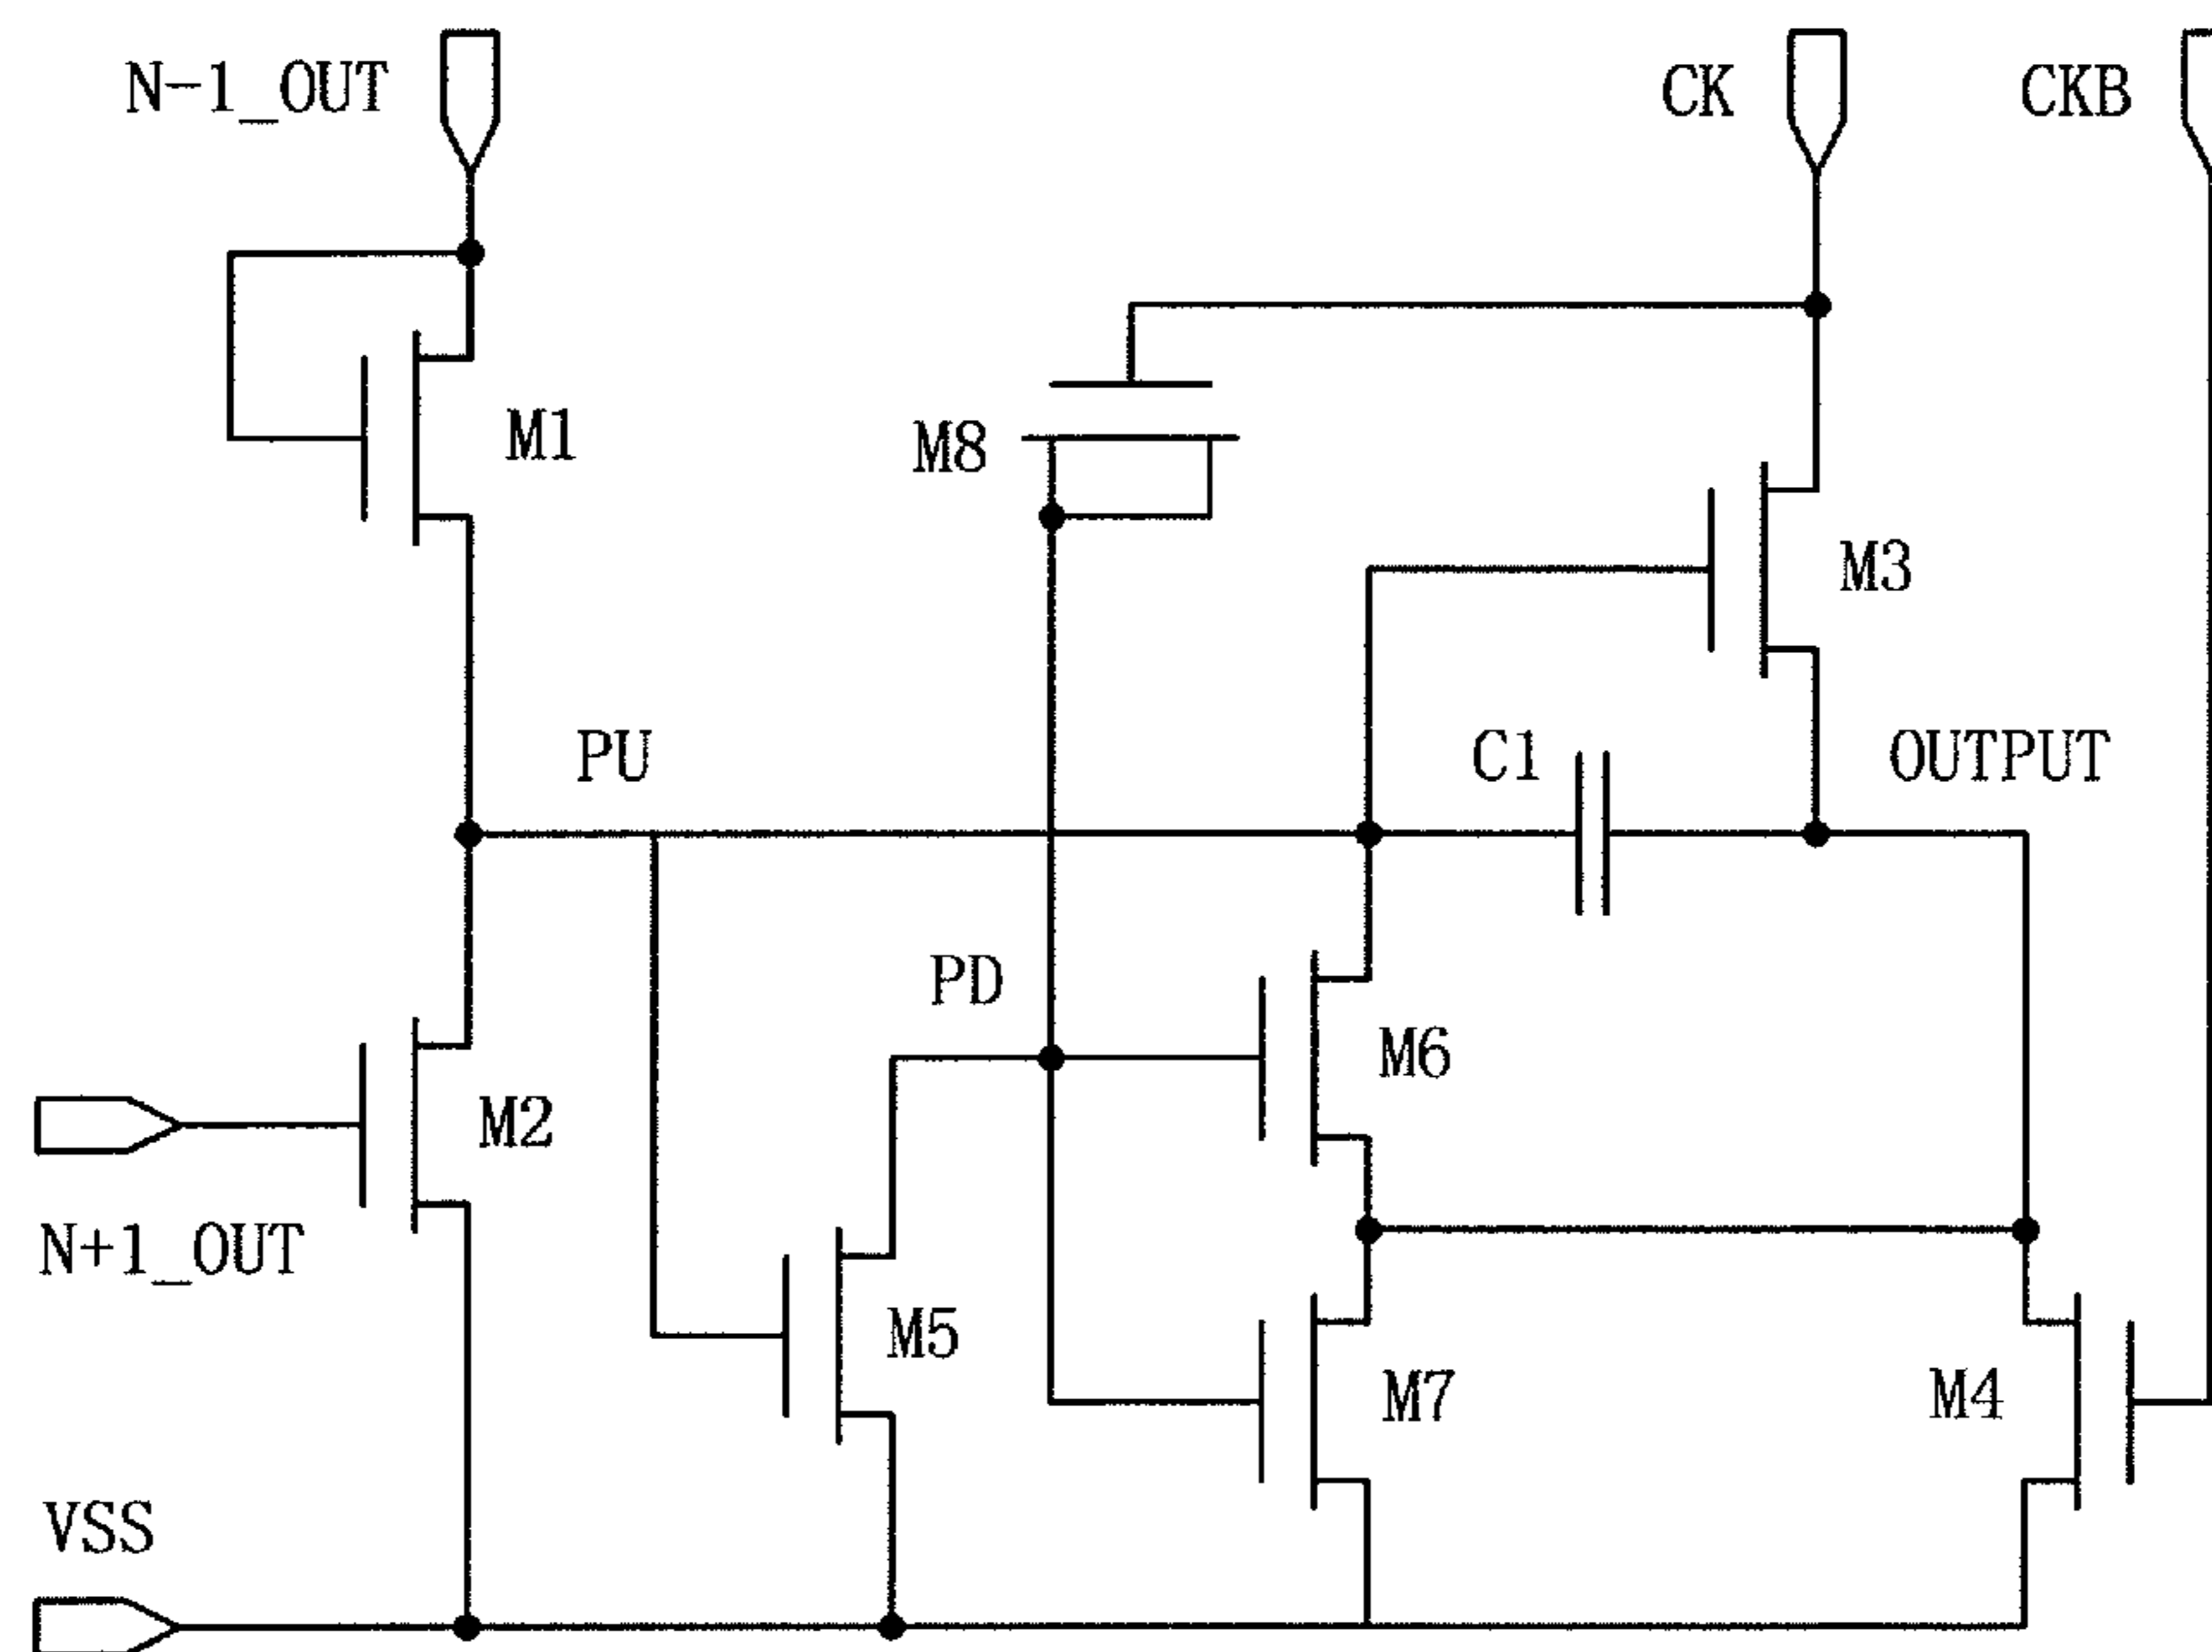 N-1_OUT
CK
CKB
M1
M8
M3
PU
C1
OUTPUT
PD
M6
M2
N+1_OUT
M5
M7
M4
VSS